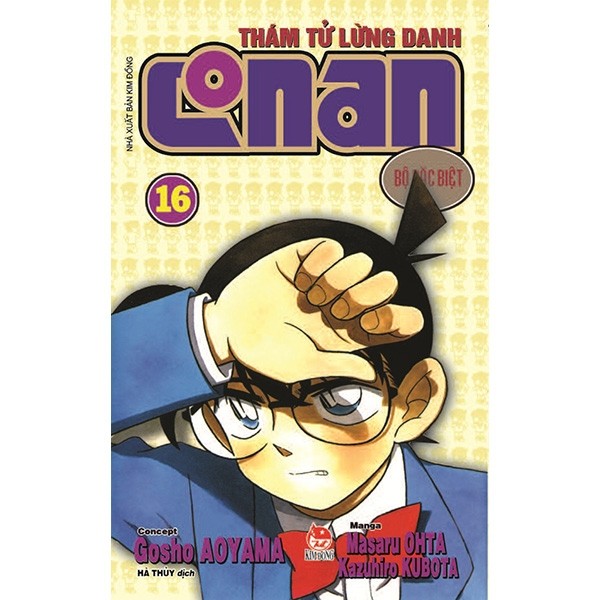 NHÀ XUẤT BẢN KIM ĐỒNG
THÁM TỬ LỪNG DANH
Conan
BỘ ĐẶC BIỆT
16
Concept
Gosho AOYAMA
HÀ THỦY dịch
KIM ĐỒNG
Manga
Masaru OHTA
Kazuhiro KUBOTA